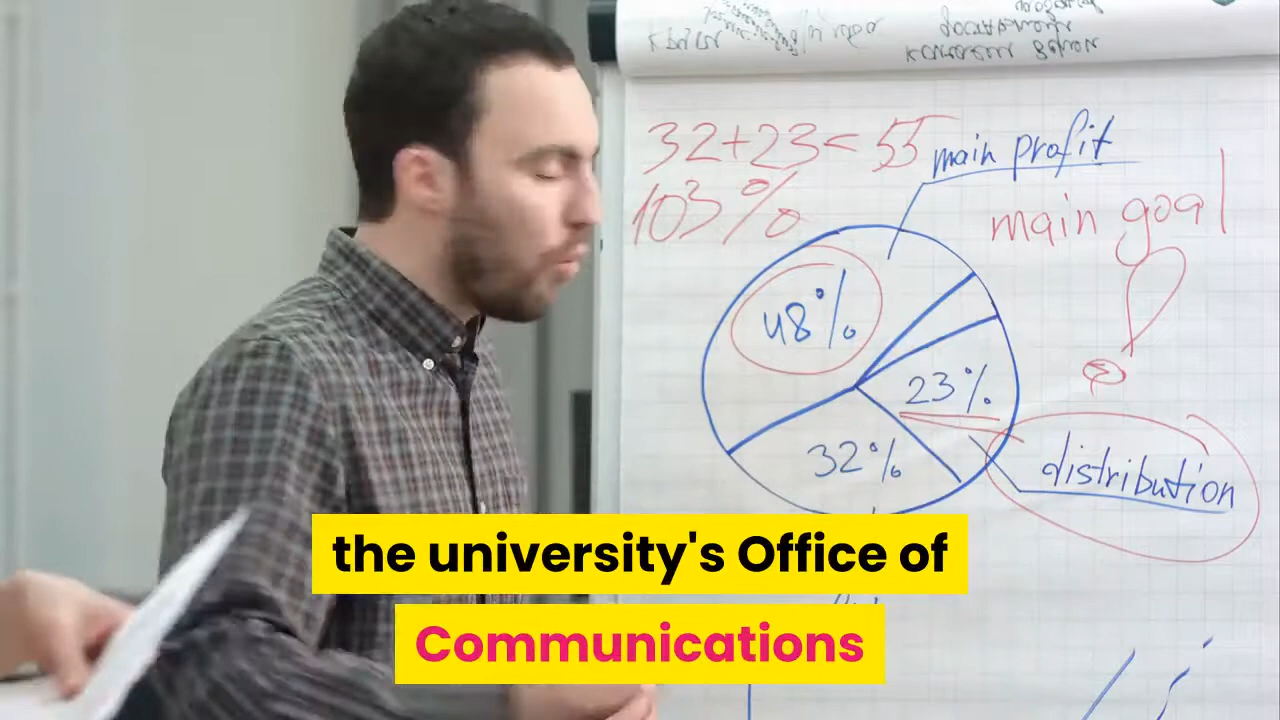 32+23= 55
main profit
103%
main goal!
48%
23%
32%
distribution
the university's Office of
Communications